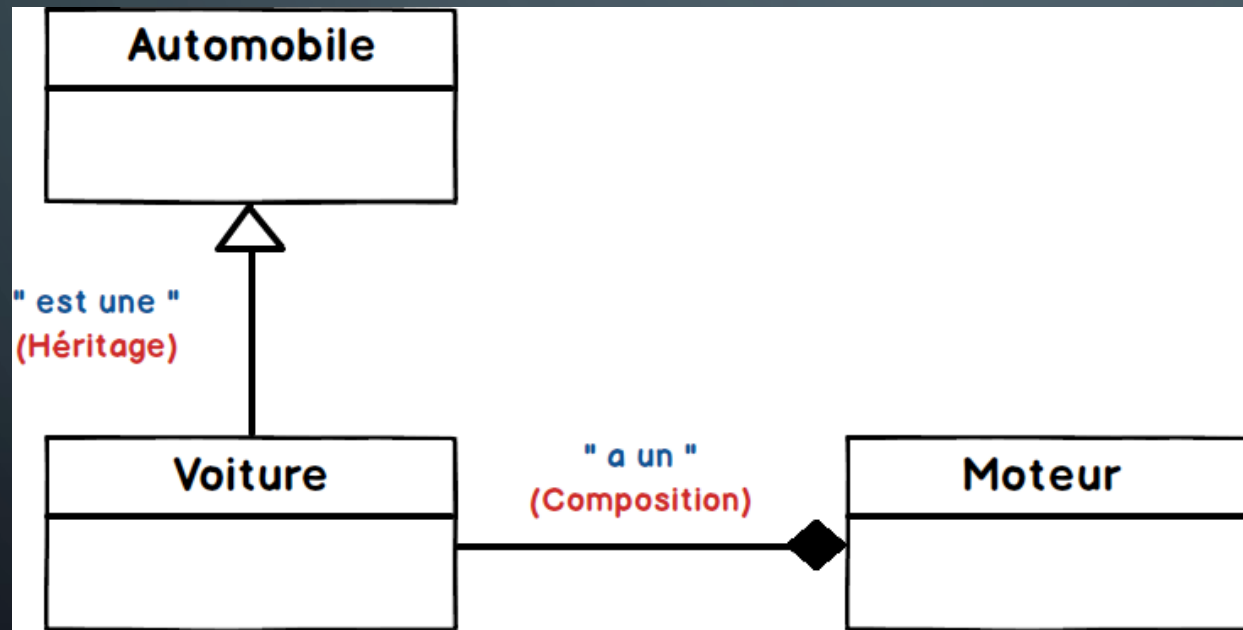 Automobile
" est une "
(Héritage)
Voiture
" a un "
(Composition)
Moteur